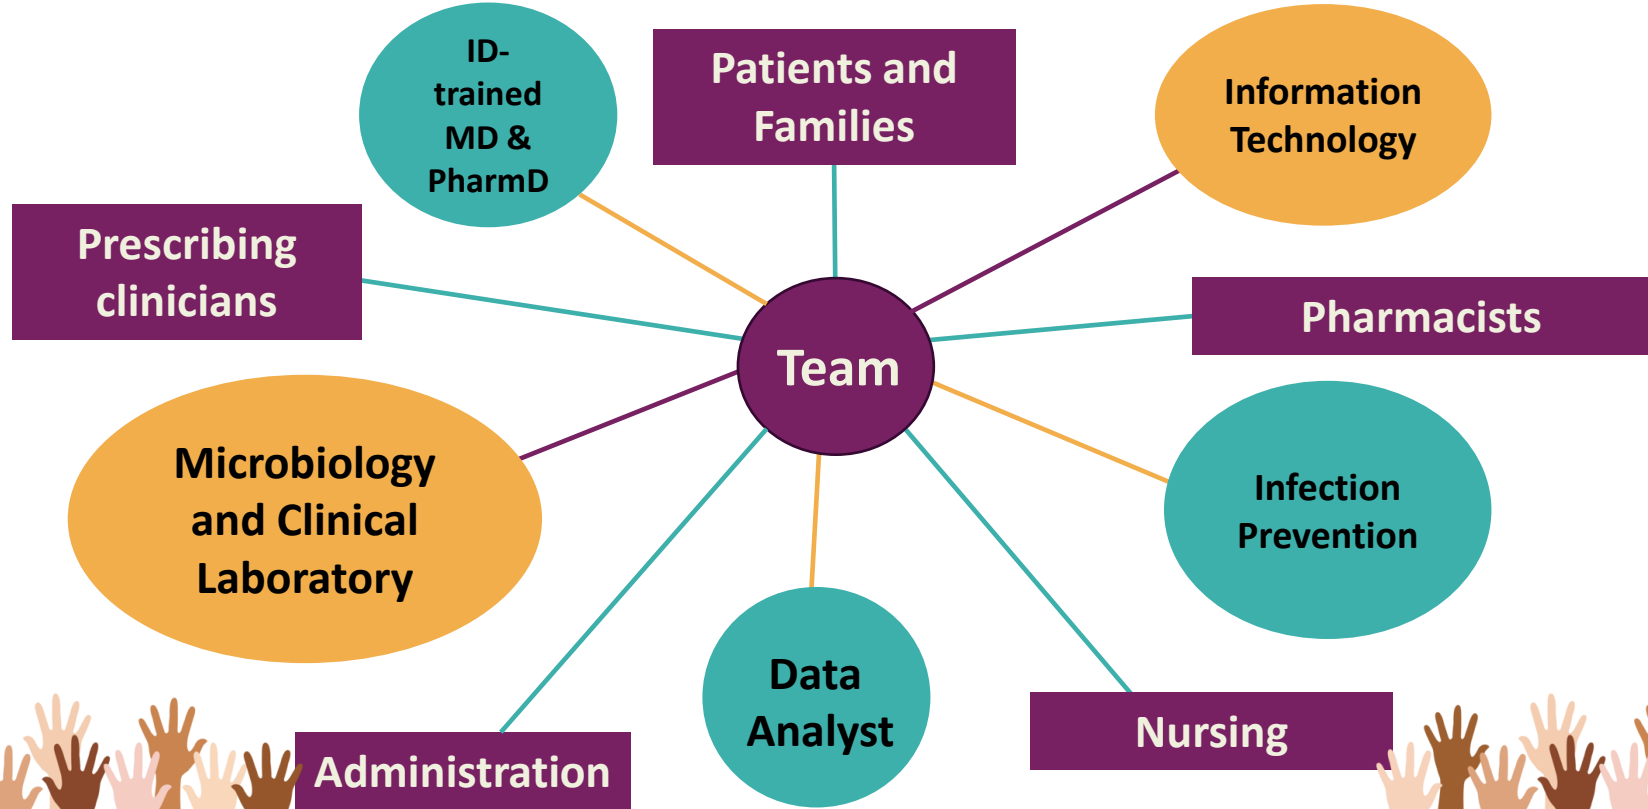 ID-
trained
MD &
PharmD
Patients and
Families
Information
Technology
Prescribing
clinicians
Team
Pharmacists
Microbiology
and Clinical
Laboratory
Infection
Prevention
Data
Analyst
Nursing
Administration